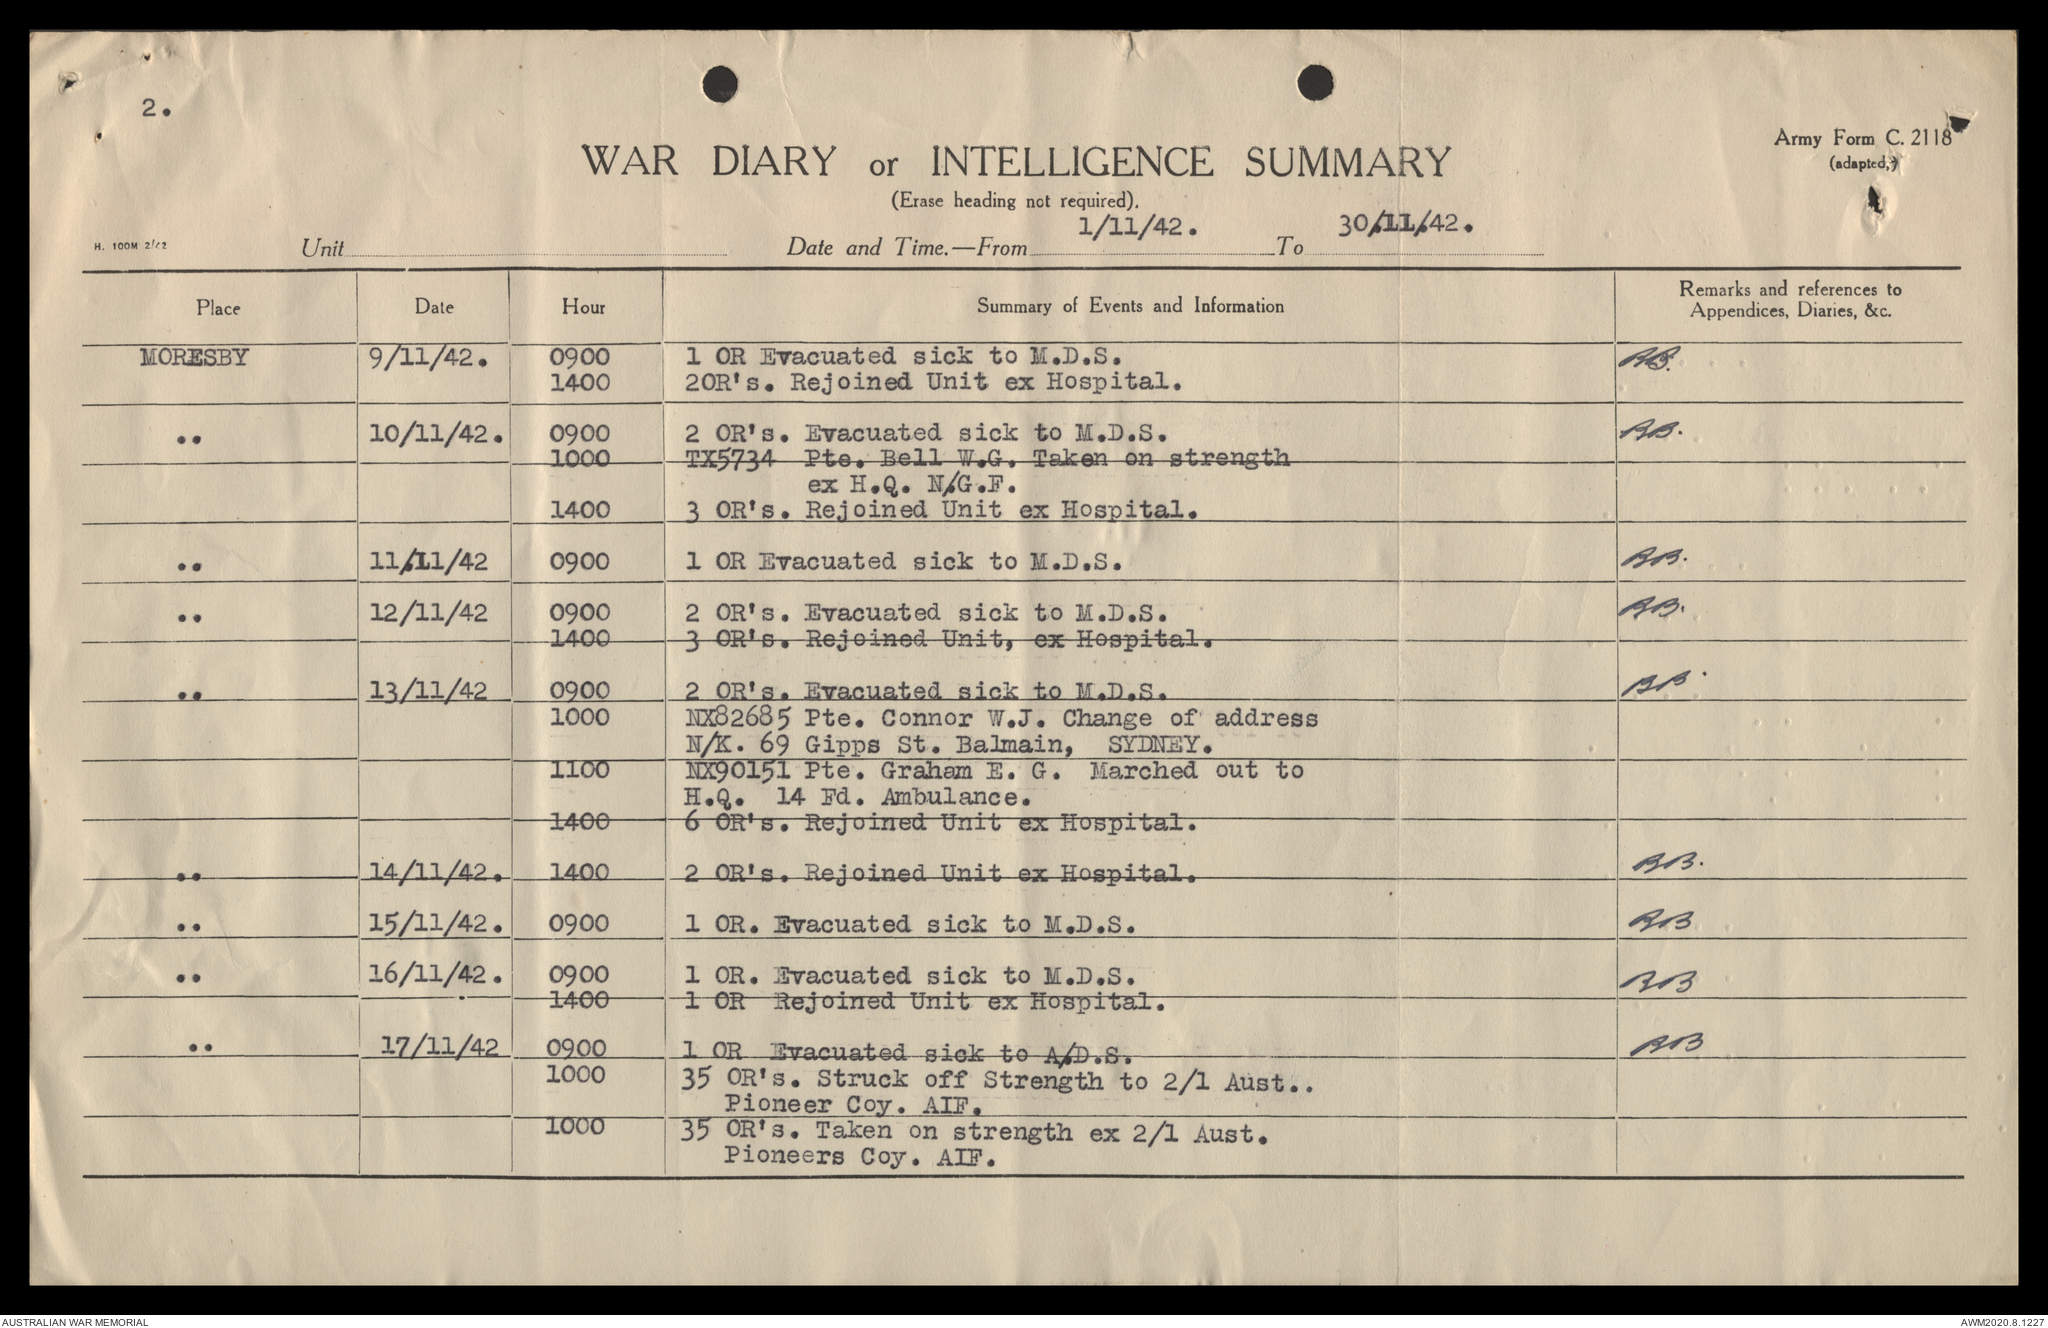 2.
Army Form C. 2118
(adapted,)
WAR DIARY or INTELLIGENCE SUMMARY
(Erase heading not required).
H. 100M 2/42 Unit Date and Time.—From 1/11/42. To 30/11/42.
Place Date Hour Summary of Events and Information Remarks and references to
Appendices, Diaries, &c.
MORESBY 9/11/42. 0900 1 OR Evacuated sick to M.D.S. RB.
1400 2OR's. Rejoined Unit ex Hospital.
.. 10/11/42. 0900 2 OR's. Evacuated sick to M.D.S. RB.
1000 TX5734 Pte. Bell W.G. Taken on strength
ex H.Q. N.G.F.
1400 3 OR's. Rejoined Unit ex Hospital.
.. 11/11/42 0900 1 OR Evacuated sick to M.D.S. RB.
.. 12/11/42 0900 2 OR's. Evacuated sick to M.D.S. RB.
1400 3 OR's. Rejoined Unit, ex Hospital.
.. 13/11/42 0900 2 OR's. Evacuated sick to M.D.S. RB.
1000 NX82685 Pte. Connor W.J. Change of address
N/K. 69 Gipps St. Balmain, SYDNEY.
1100 NX90151 Pte. Graham E. G. Marched out to
H.Q. 14 Fd. Ambulance.
1400 6 OR's. Rejoined Unit ex Hospital.
.. 14/11/42. 1400 2 OR's. Rejoined Unit ex Hospital. RB.
.. 15/11/42. 0900 1 OR. Evacuated sick to M.D.S. RB
.. 16/11/42. 0900 1 OR. Evacuated sick to M.D.S. RB
1400 1 OR Rejoined Unit ex Hospital.
.. 17/11/42 0900 1 OR Evacuated sick to A.D.S. RB
1000 35 OR's. Struck off Strength to 2/1 Aust..
Pioneer Coy. AIF.
1000 35 OR's. Taken on strength ex 2/1 Aust.
Pioneers Coy. AIF.
AUSTRALIAN WAR MEMORIAL AWM2020.8.1227